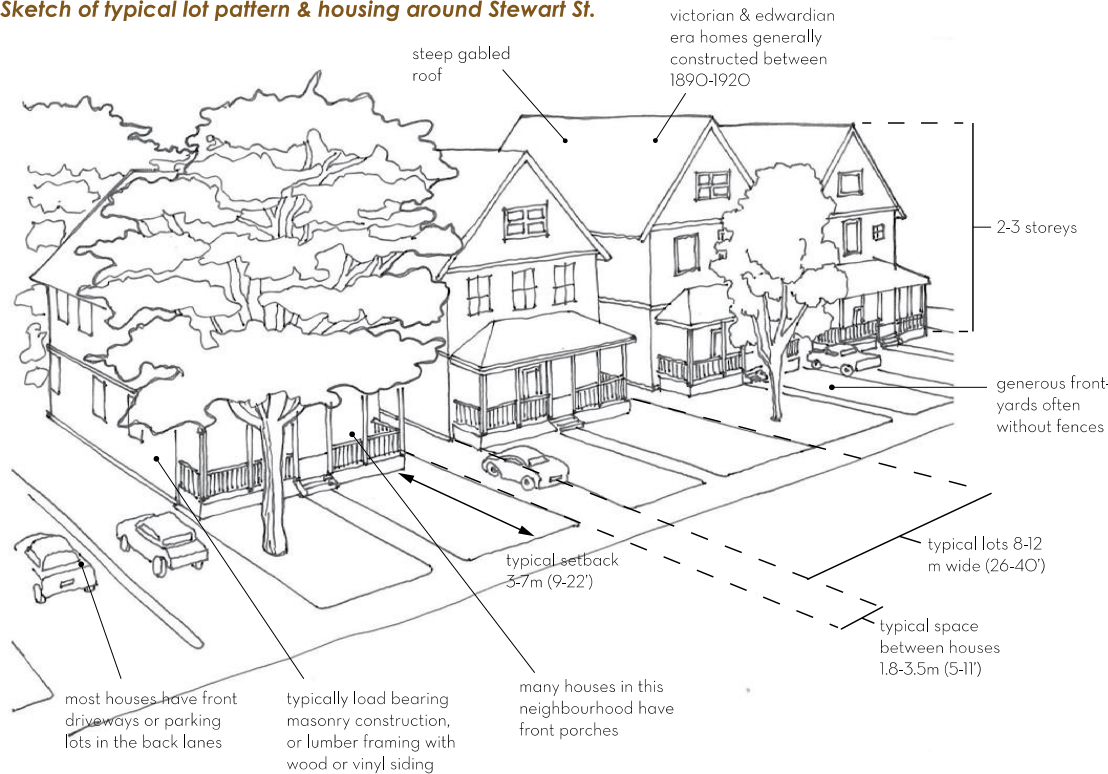 Sketch of typical lot pattern & housing around Stewart St.
victorian & edwardian
era homes generally
constructed between
1890-1920
steep gabled
roof
2-3 storeys
generous front-
yards often
without fences
typical lots 8-12
m wide (26-40')
typical setback
3-7m (9-22')
typical space
between houses
1.8-3.5m (5-11')
many houses in this
neighbourhood have
front porches
most houses have front
driveways or parking
lots in the back lanes
typically load bearing
masonry construction,
or lumber framing with
wood or vinyl siding